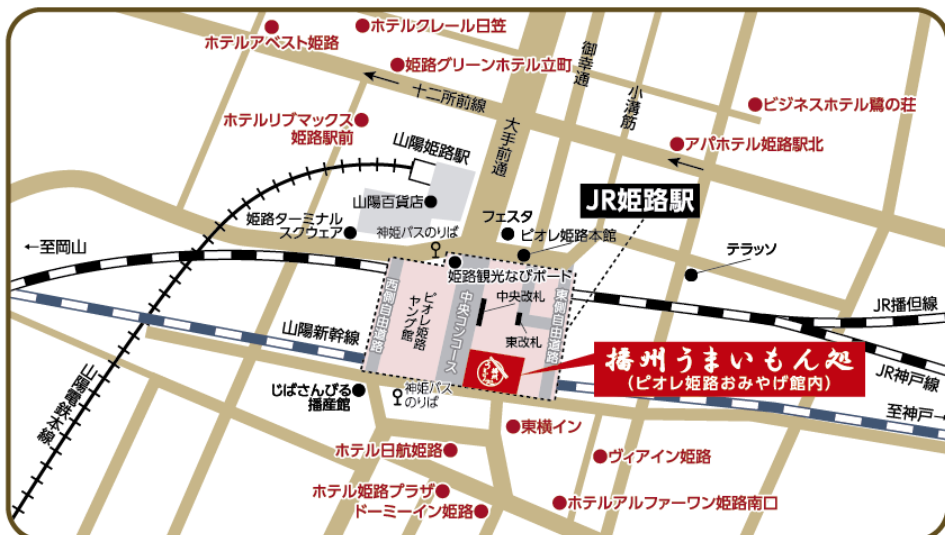 ホテルクレール日笠
ホテルアベスト姫路
姫路グリーンホテル立町
御幸通
小溝筋
十二所前線
ビジネスホテル鷺の荘
ホテルリブマックス
姫路駅前
大手前通
アパホテル姫路駅北
山陽姫路駅
JR姫路駅
山陽百貨店
フェスタ
姫路ターミナル
スクウェア
神姫バスのりば
ピオレ姫路本館
←至岡山
テラッソ
姫路観光なびポート
中央改札
東改札
西側自由通路
ピオレ姫路
ヤング館
中央コンコース
東側自由通路
JR播但線
山陽新幹線
播州うまいもん処
(ピオレ姫路おみやげ館内)
JR神戸線
山陽電鉄本線
じばさんびる
播産館
神姫バス
のりば
至神戸→
東横イン
ホテル日航姫路
ヴィアイン姫路
ホテル姫路プラザ
ドーミーイン姫路
ホテルアルファーワン姫路南口